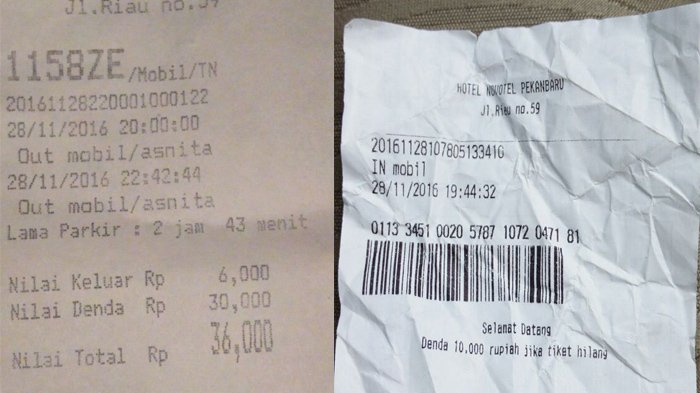 Jl.Riau no.59
1158ZE/Mobil/TN
20161128220001000122
28/11/2016 20:00:00
Out mobil/asnita
28/11/2016 22:42:44
Out mobil/asnita
Lama Parkir : 2 jam 43 menit
Nilai Keluar Rp 6,000
Nilai Denda Rp 30,000
Nilai Total Rp 36,000
HOTEL NOVOTEL PEKANBARU
Jl.Riau no.59
20161128107805133410
IN mobil
28/11/2016 19:44:32
0113 3451 0020 5787 1072 0471 81
Selamat Datang
Denda 10,000 rupiah jika tiket hilang